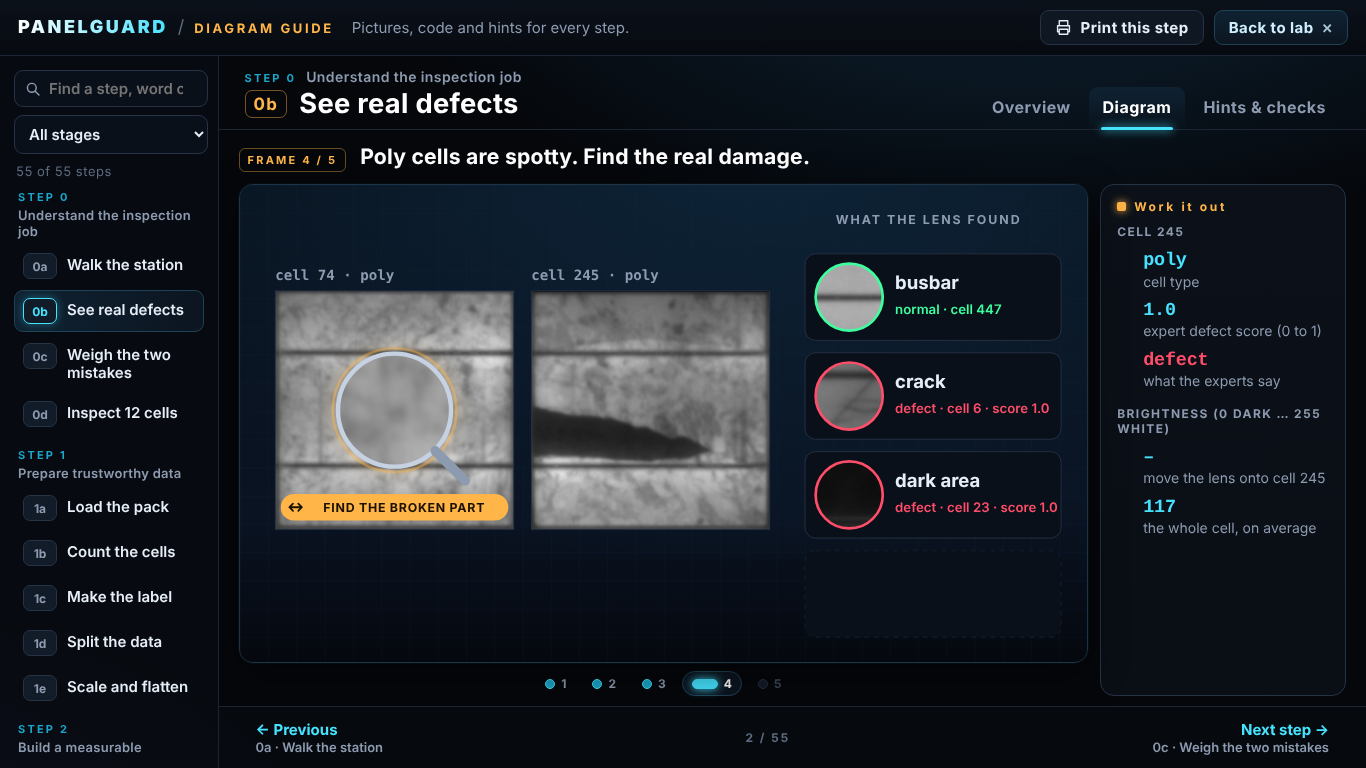 PANELGUARD / DIAGRAM GUIDE Pictures, code and hints for every step.
Print this step
Back to lab ×
Find a step, word c
All stages
55 of 55 steps
STEP 0
Understand the inspection
job
0a Walk the station
0b See real defects
0c Weigh the two
mistakes
0d Inspect 12 cells
STEP 1
Prepare trustworthy data
1a Load the pack
1b Count the cells
1c Make the label
1d Split the data
1e Scale and flatten
STEP 2
Build a measurable
STEP 0 Understand the inspection job
0b See real defects
Overview
Diagram
Hints & checks
FRAME 4 / 5 Poly cells are spotty. Find the real damage.
cell 74 · poly
cell 245 · poly
↔ FIND THE BROKEN PART
WHAT THE LENS FOUND
busbar
normal · cell 447
crack
defect · cell 6 · score 1.0
dark area
defect · cell 23 · score 1.0
Work it out
CELL 245
poly
cell type
1.0
expert defect score (0 to 1)
defect
what the experts say
BRIGHTNESS (0 DARK … 255
WHITE)
–
move the lens onto cell 245
117
the whole cell, on average
1
2
3
4
5
← Previous
0a · Walk the station
2 / 55
Next step →
0c · Weigh the two mistakes